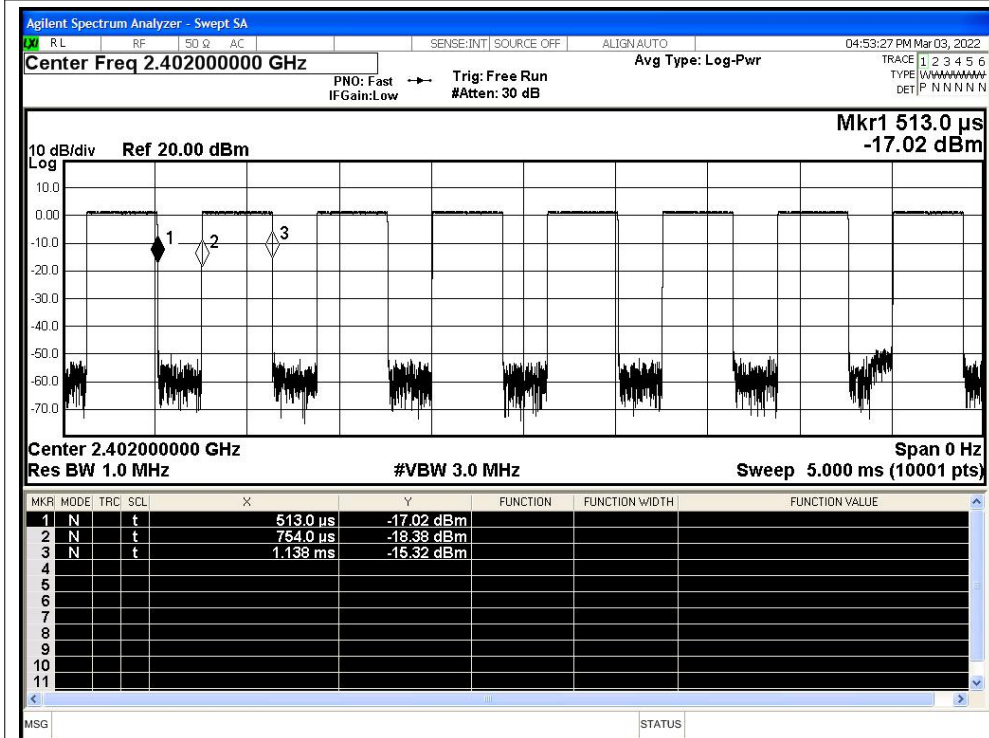 Agilent Spectrum Analyzer - Swept SA
LXI RL RF 50 Ω AC SENSE:INT SOURCE OFF ALIGN AUTO 04:53:27 PM Mar 03, 2022
Center Freq 2.402000000 GHz Avg Type: Log-Pwr TRACE 1 2 3 4 5 6
PNO: Fast Trig: Free Run TYPE W
IFGain:Low #Atten: 30 dB DET P N N N N N
Mkr1 513.0 µs
-17.02 dBm
10 dB/div Ref 20.00 dBm
Log
10.0
0.00
1
2
3
-10.0
-20.0
-30.0
-40.0
-50.0
-60.0
-70.0
Center 2.402000000 GHz Span 0 Hz
Res BW 1.0 MHz #VBW 3.0 MHz Sweep 5.000 ms (10001 pts)
MKR MODE TRC SCL X Y FUNCTION FUNCTION WIDTH FUNCTION VALUE
1 N t 513.0 µs -17.02 dBm
2 N t 754.0 µs -18.38 dBm
3 N t 1.138 ms -15.32 dBm
4
5
6
7
8
9
10
11
MSG STATUS